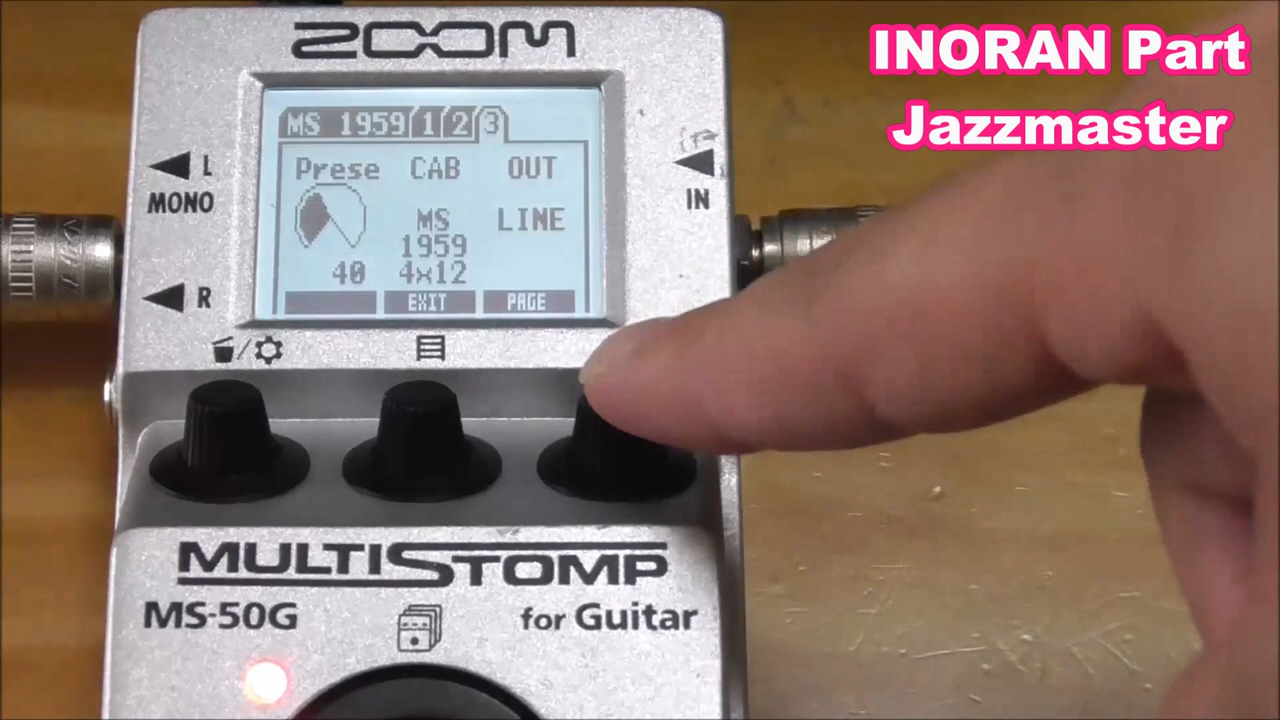 ZOOM
INORAN Part
Jazzmaster
MS 1959 1 2 3
Prese CAB OUT
MS
1959
4x12
LINE
40
EXIT PAGE
L
MONO
R
IN
MULTISTOMP
MS-50G
for Guitar